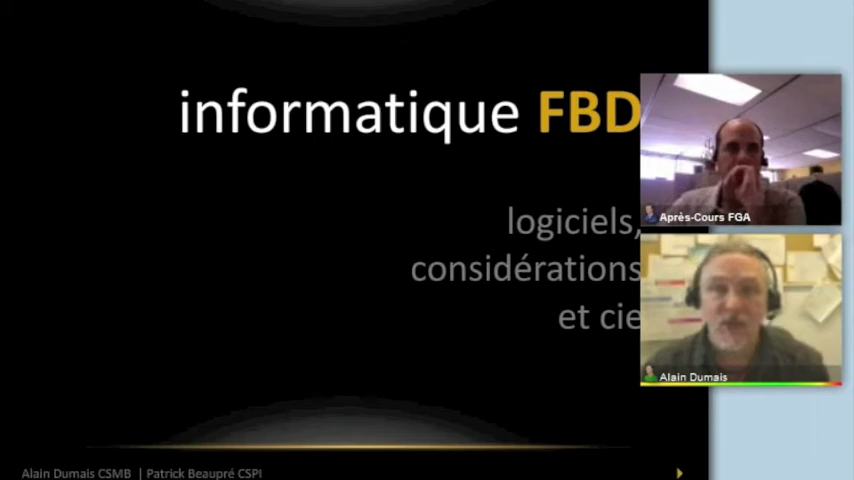 informatique FBD
logiciels,
considérations
et cie
Après-Cours FGA
Alain Dumais
Alain Dumais CSMB | Patrick Beaupré CSPI